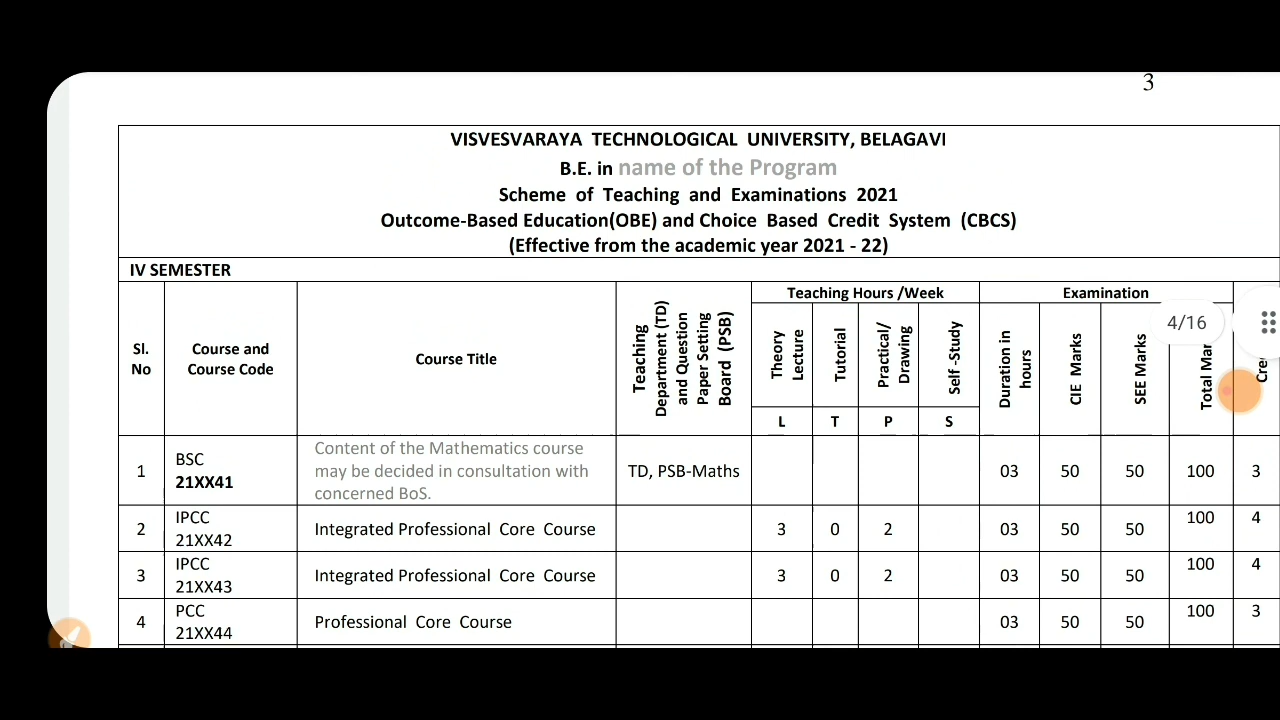 3
VISVESVARAYA TECHNOLOGICAL UNIVERSITY, BELAGAVI
B.E. in name of the Program
Scheme of Teaching and Examinations 2021
Outcome-Based Education(OBE) and Choice Based Credit System (CBCS)
(Effective from the academic year 2021 - 22)
IV SEMESTER
Sl. No
Course and Course Code
Course Title
Teaching Department (TD) and Question Paper Setting Board (PSB)
Teaching Hours /Week
Examination
Theory Lecture
Tutorial
Practical/ Drawing
Self -Study
Duration in hours
CIE Marks
SEE Marks
Total Mar
Cre
4/16
L T P S
1 BSC 21XX41 Content of the Mathematics course may be decided in consultation with concerned BoS. TD, PSB-Maths 03 50 50 100 3
2 IPCC 21XX42 Integrated Professional Core Course 3 0 2 03 50 50 100 4
3 IPCC 21XX43 Integrated Professional Core Course 3 0 2 03 50 50 100 4
4 PCC 21XX44 Professional Core Course 03 50 50 100 3